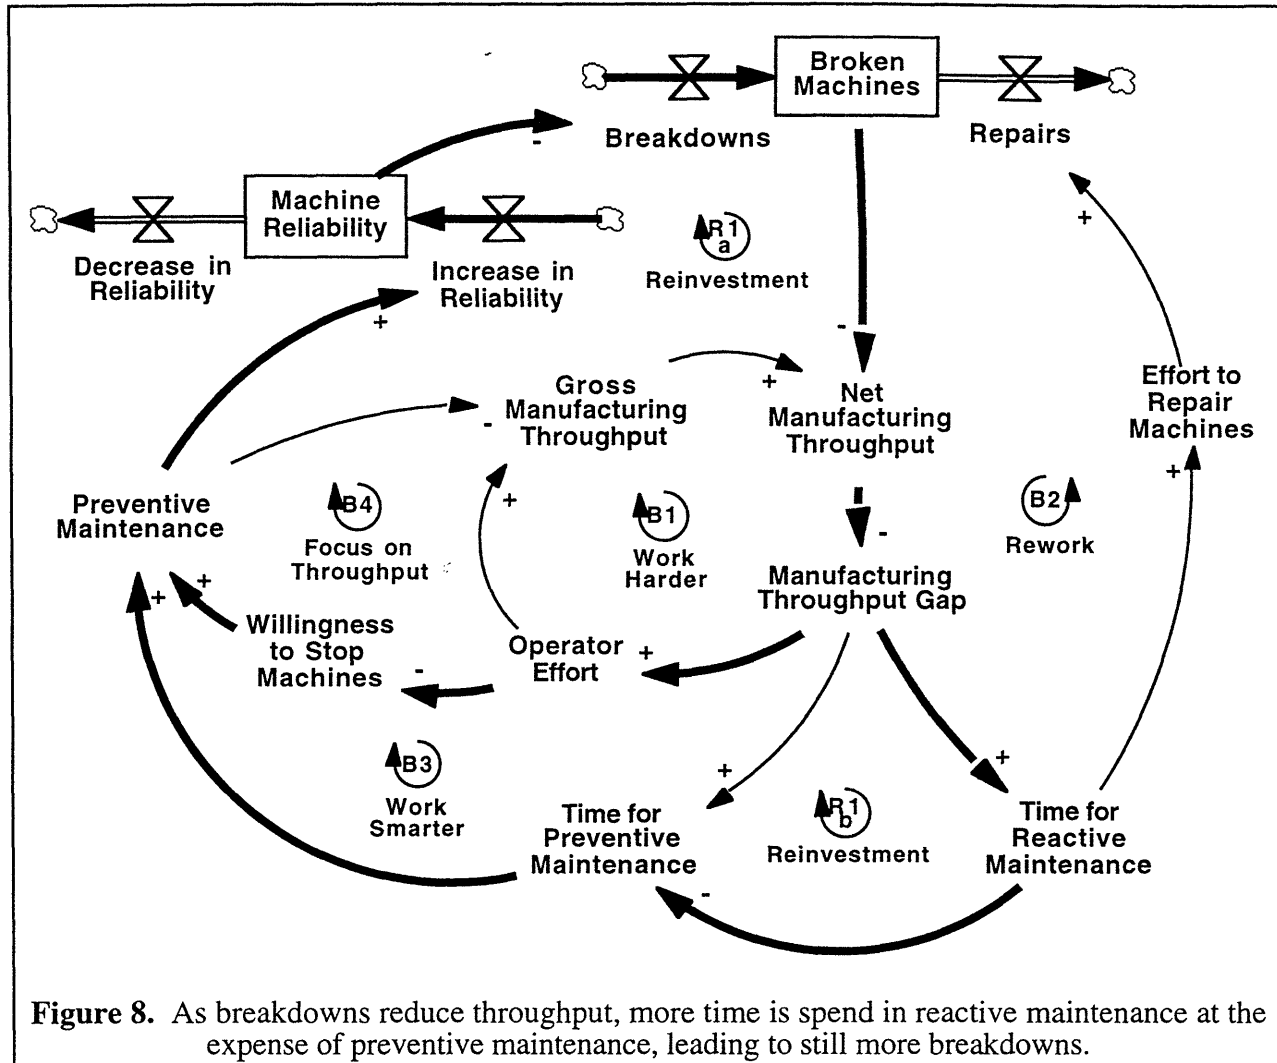 Broken
Machines
Breakdowns
Repairs
-
Machine
Reliability
Decrease in
Reliability
Increase in
Reliability
R1
a
Reinvestment
+
+
-
+
Gross
Manufacturing
Throughput
-
Net
Manufacturing
Throughput
Effort to
Repair
Machines
+
Preventive
Maintenance
B4
Focus on
Throughput
+
B1
Work
Harder
-
B2
Rework
Manufacturing
Throughput Gap
+
+
Willingness
to Stop
Machines
-
Operator
Effort
+
B3
Work
Smarter
+
+
Time for
Preventive
Maintenance
R1
b
Reinvestment
Time for
Reactive
Maintenance
-
Figure 8. As breakdowns reduce throughput, more time is spend in reactive maintenance at the
expense of preventive maintenance, leading to still more breakdowns.